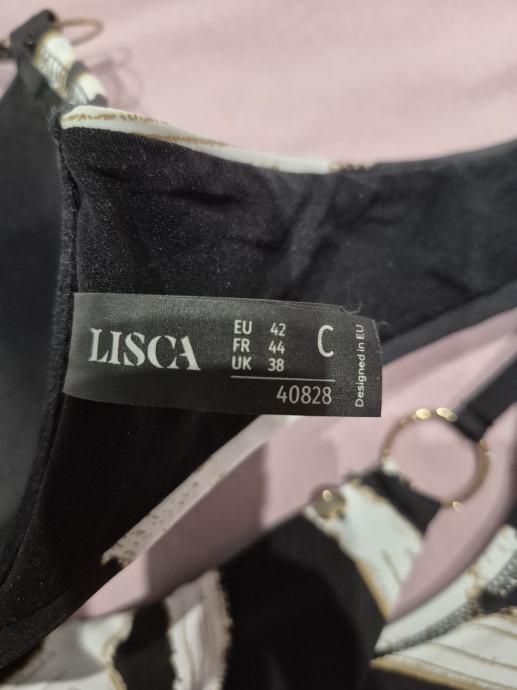 LISCA
EU 42
FR 44
UK 38
C
40828
Designed in EU